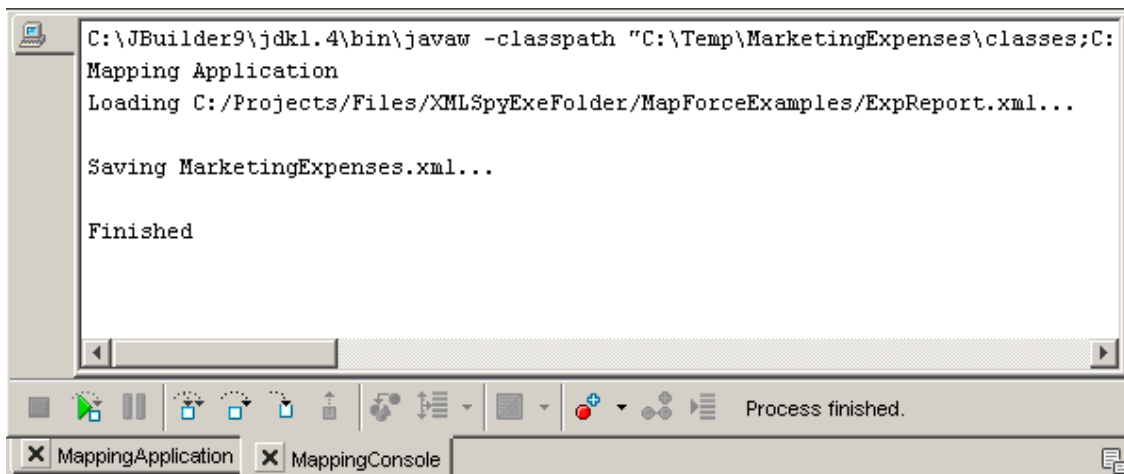 C:\JBuilder9\jdk1.4\bin\javaw -classpath "C:\Temp\MarketingExpenses\classes;C:
Mapping Application
Loading C:/Projects/Files/XMLSpyExeFolder/MapForceExamples/ExpReport.xml...
Saving MarketingExpenses.xml...
Finished
Process finished.
MappingApplication MappingConsole